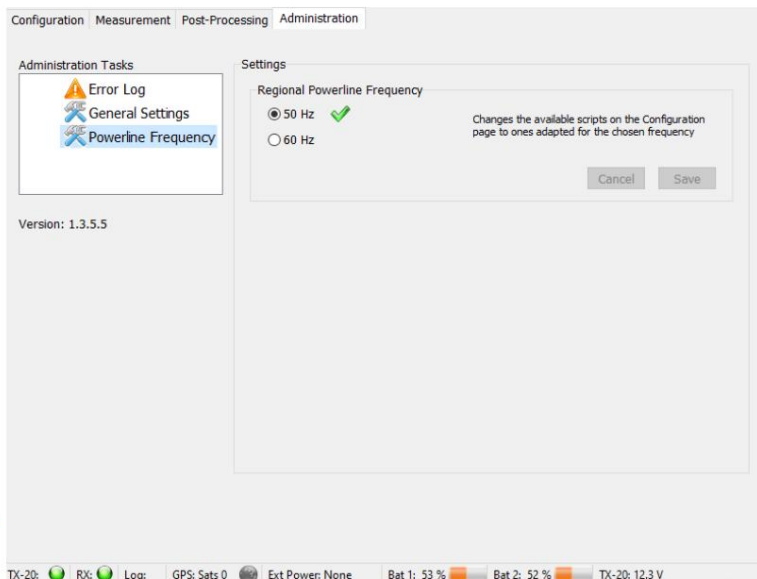 Configuration Measurement Post-Processing Administration
Administration Tasks
Error Log
General Settings
Powerline Frequency
Version: 1.3.5.5
Settings
Regional Powerline Frequency
50 Hz
60 Hz
Changes the available scripts on the Configuration
page to ones adapted for the chosen frequency
Cancel Save
TX-20: RX: Log: GPS: Sats 0 Ext Power: None Bat 1: 53 % Bat 2: 52 % TX-20: 12.3 V